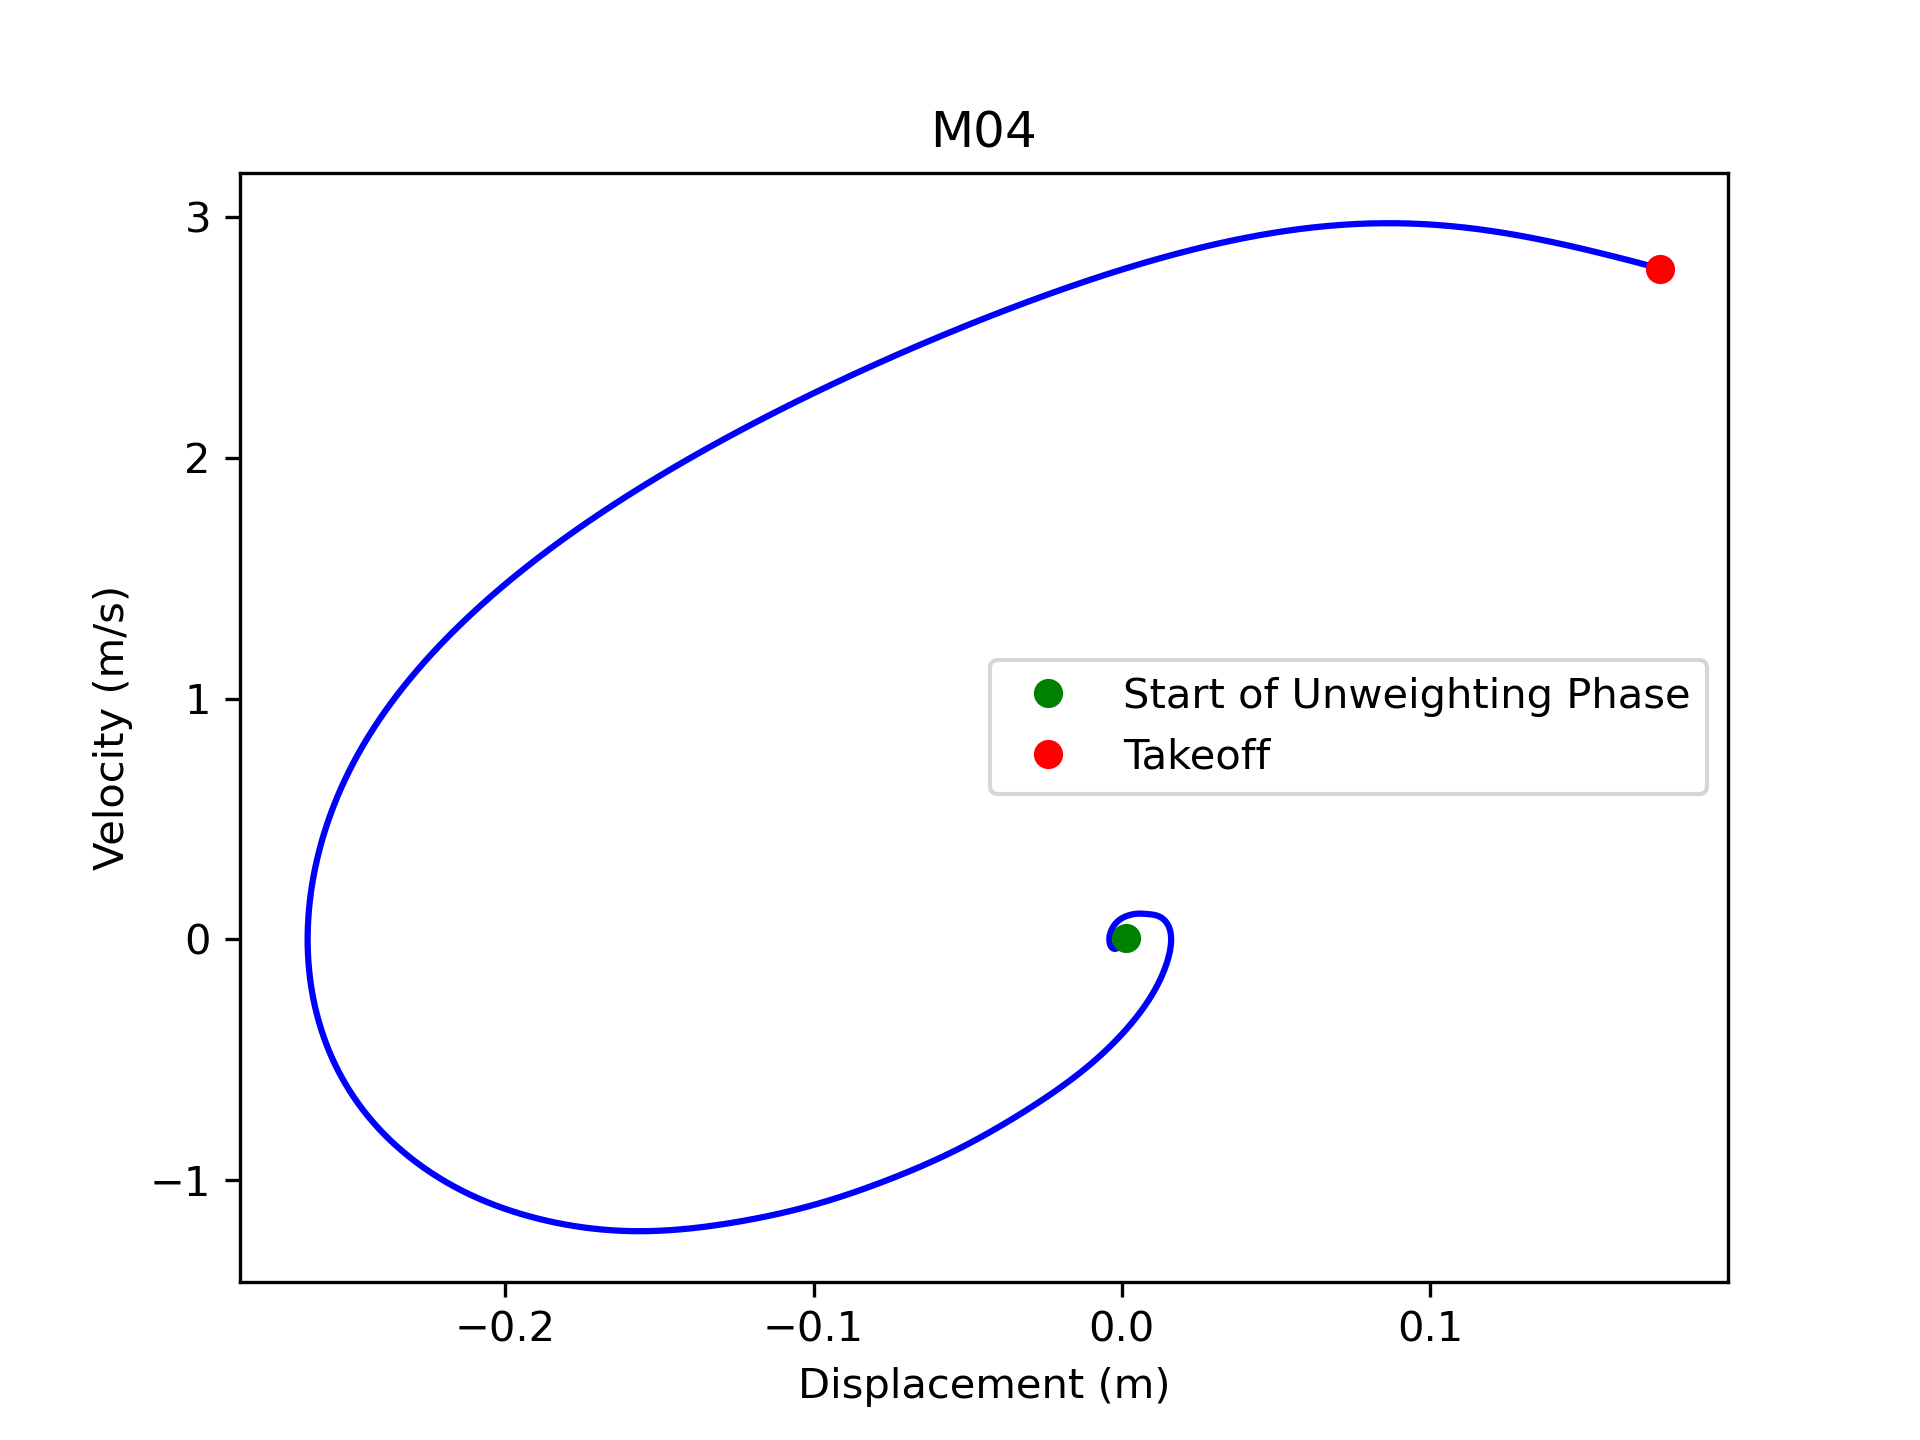 M04
3
2
1
0
−1
Velocity (m/s)
Start of Unweighting Phase
Takeoff
−0.2
−0.1
0.0
0.1
Displacement (m)